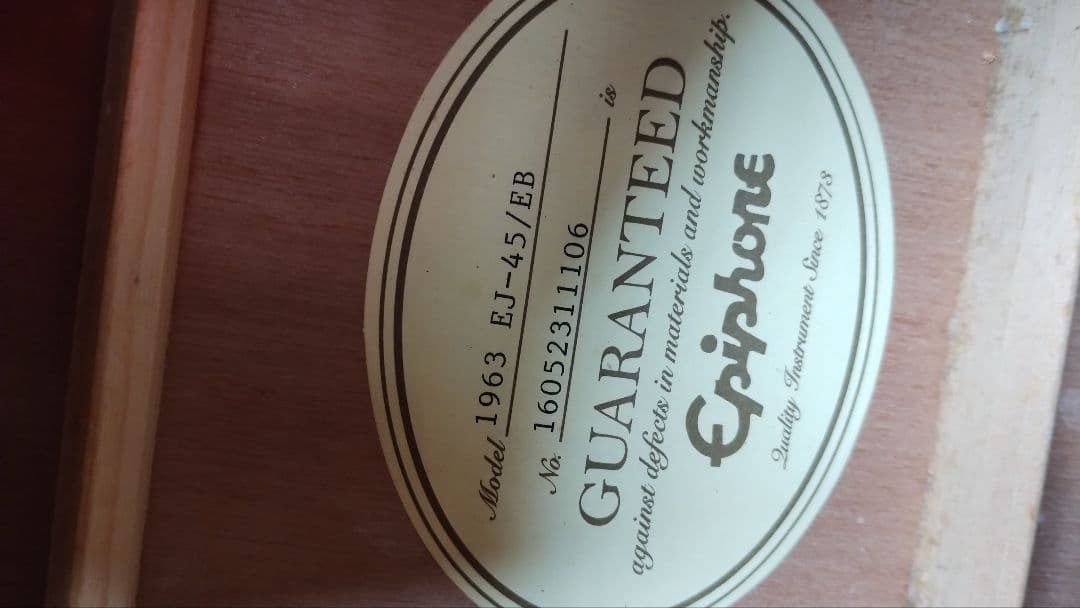 Model 1963 EJ-45/EB
No. 16052311106 is
GUARANTEED
against defects in materials and workmanship.
Epiphone
Quality Instrument Since 1873